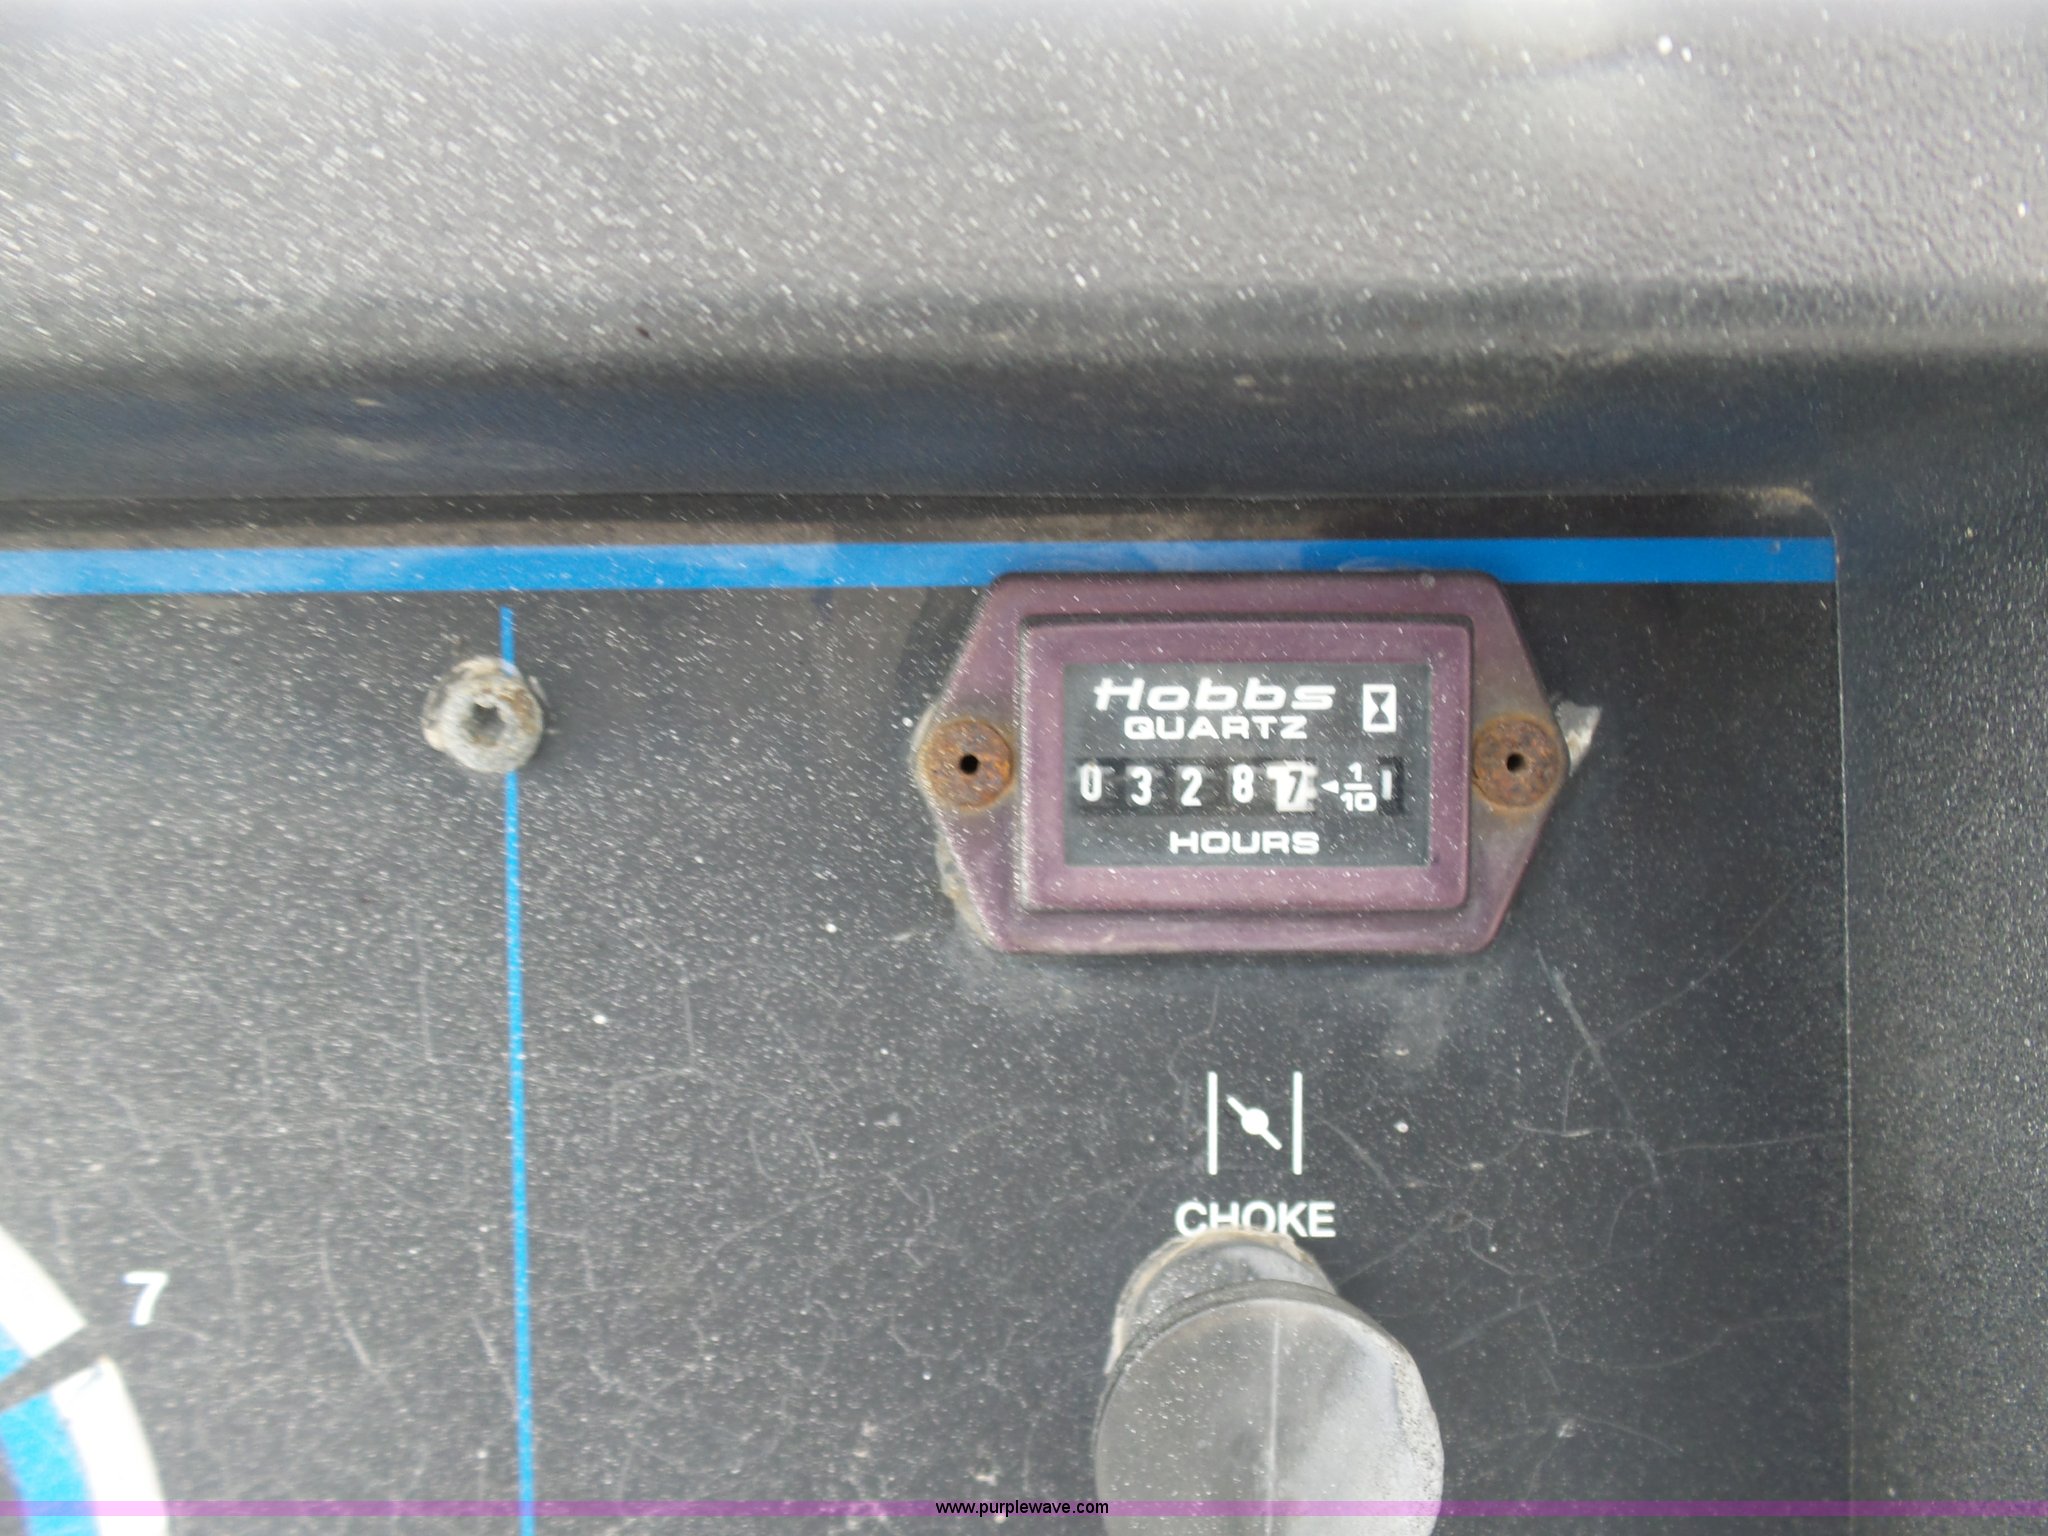 Hobbs
QUARTZ
0 3 2 8 7 1/10
HOURS
CHOKE
7
www.purplewave.com